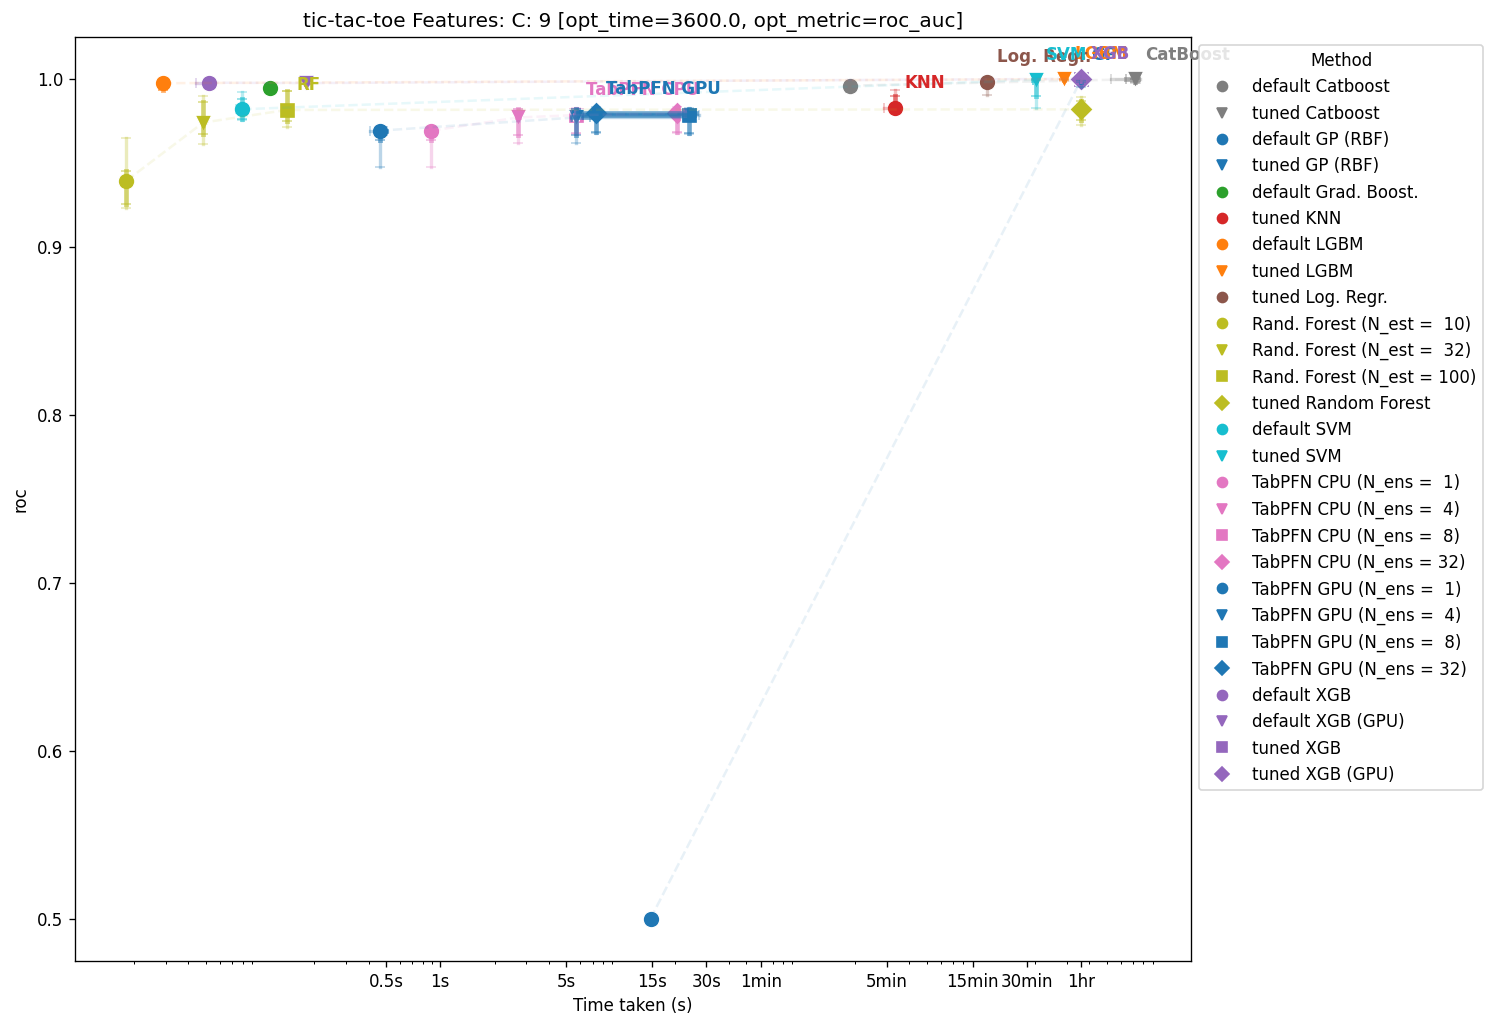 tic-tac-toe Features: C: 9 [opt_time=3600.0, opt_metric=roc_auc]
Log. Regr.
SVM
XGB
CatBoost
RF
TabPFN GPU
KNN
1.0
0.9
0.8
0.7
0.6
0.5
roc
0.5s 1s 5s 15s 30s 1min 5min 15min 30min 1hr
Time taken (s)
Method
default Catboost
tuned Catboost
default GP (RBF)
tuned GP (RBF)
default Grad. Boost.
tuned KNN
default LGBM
tuned LGBM
tuned Log. Regr.
Rand. Forest (N_est =  10)
Rand. Forest (N_est =  32)
Rand. Forest (N_est = 100)
tuned Random Forest
default SVM
tuned SVM
TabPFN CPU (N_ens =  1)
TabPFN CPU (N_ens =  4)
TabPFN CPU (N_ens =  8)
TabPFN CPU (N_ens = 32)
TabPFN GPU (N_ens =  1)
TabPFN GPU (N_ens =  4)
TabPFN GPU (N_ens =  8)
TabPFN GPU (N_ens = 32)
default XGB
default XGB (GPU)
tuned XGB
tuned XGB (GPU)